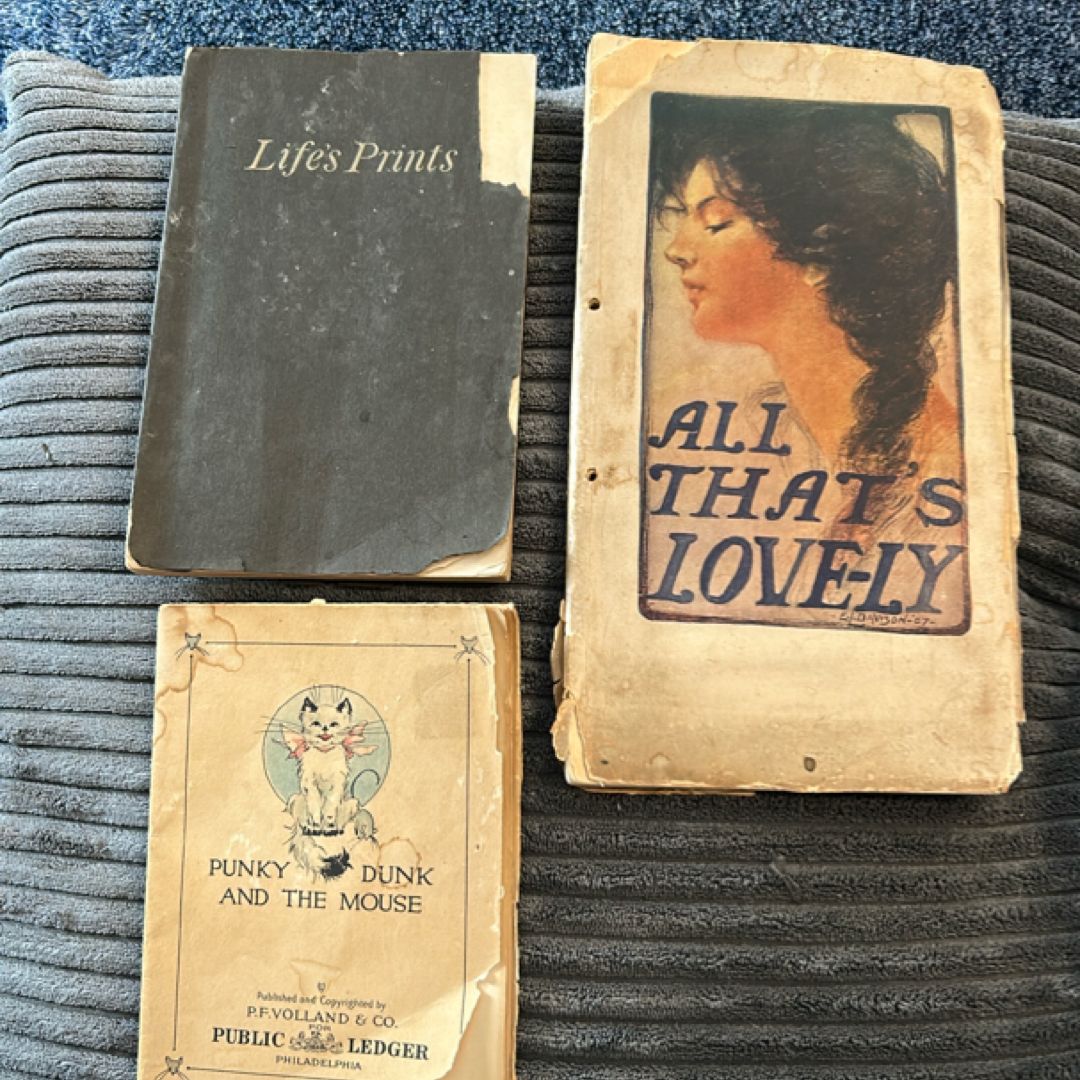 Life's Prints
ALL
THAT'S
LOVE-LY
PUNKY DUNK
AND THE MOUSE
Published and Copyrighted by
P.F. VOLLAND & CO.
FOR
PUBLIC LEDGER
PHILADELPHIA